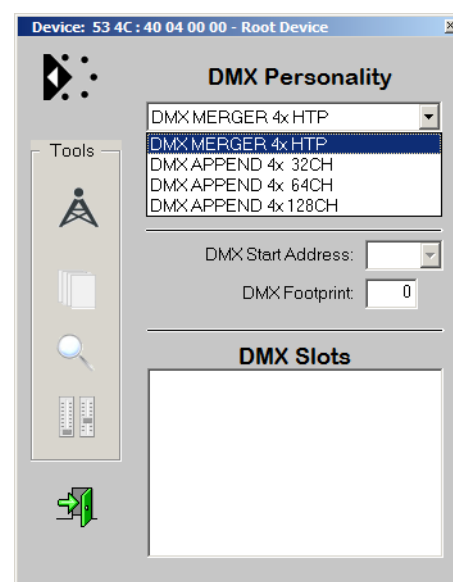 Device: 53 4C : 40 04 00 00 - Root Device
DMX Personality
DMX MERGER 4x HTP
Tools
DMX MERGER 4x HTP
DMX APPEND 4x 32CH
DMX APPEND 4x 64CH
DMX APPEND 4x 128CH
DMX Start Address:
DMX Footprint: 0
DMX Slots